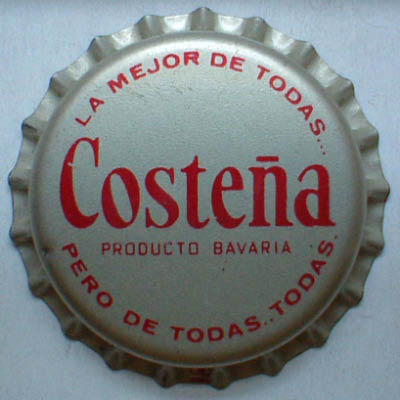 LA MEJOR DE TODAS...
Costeña
PRODUCTO BAVARIA
PERO DE TODAS..TODAS.